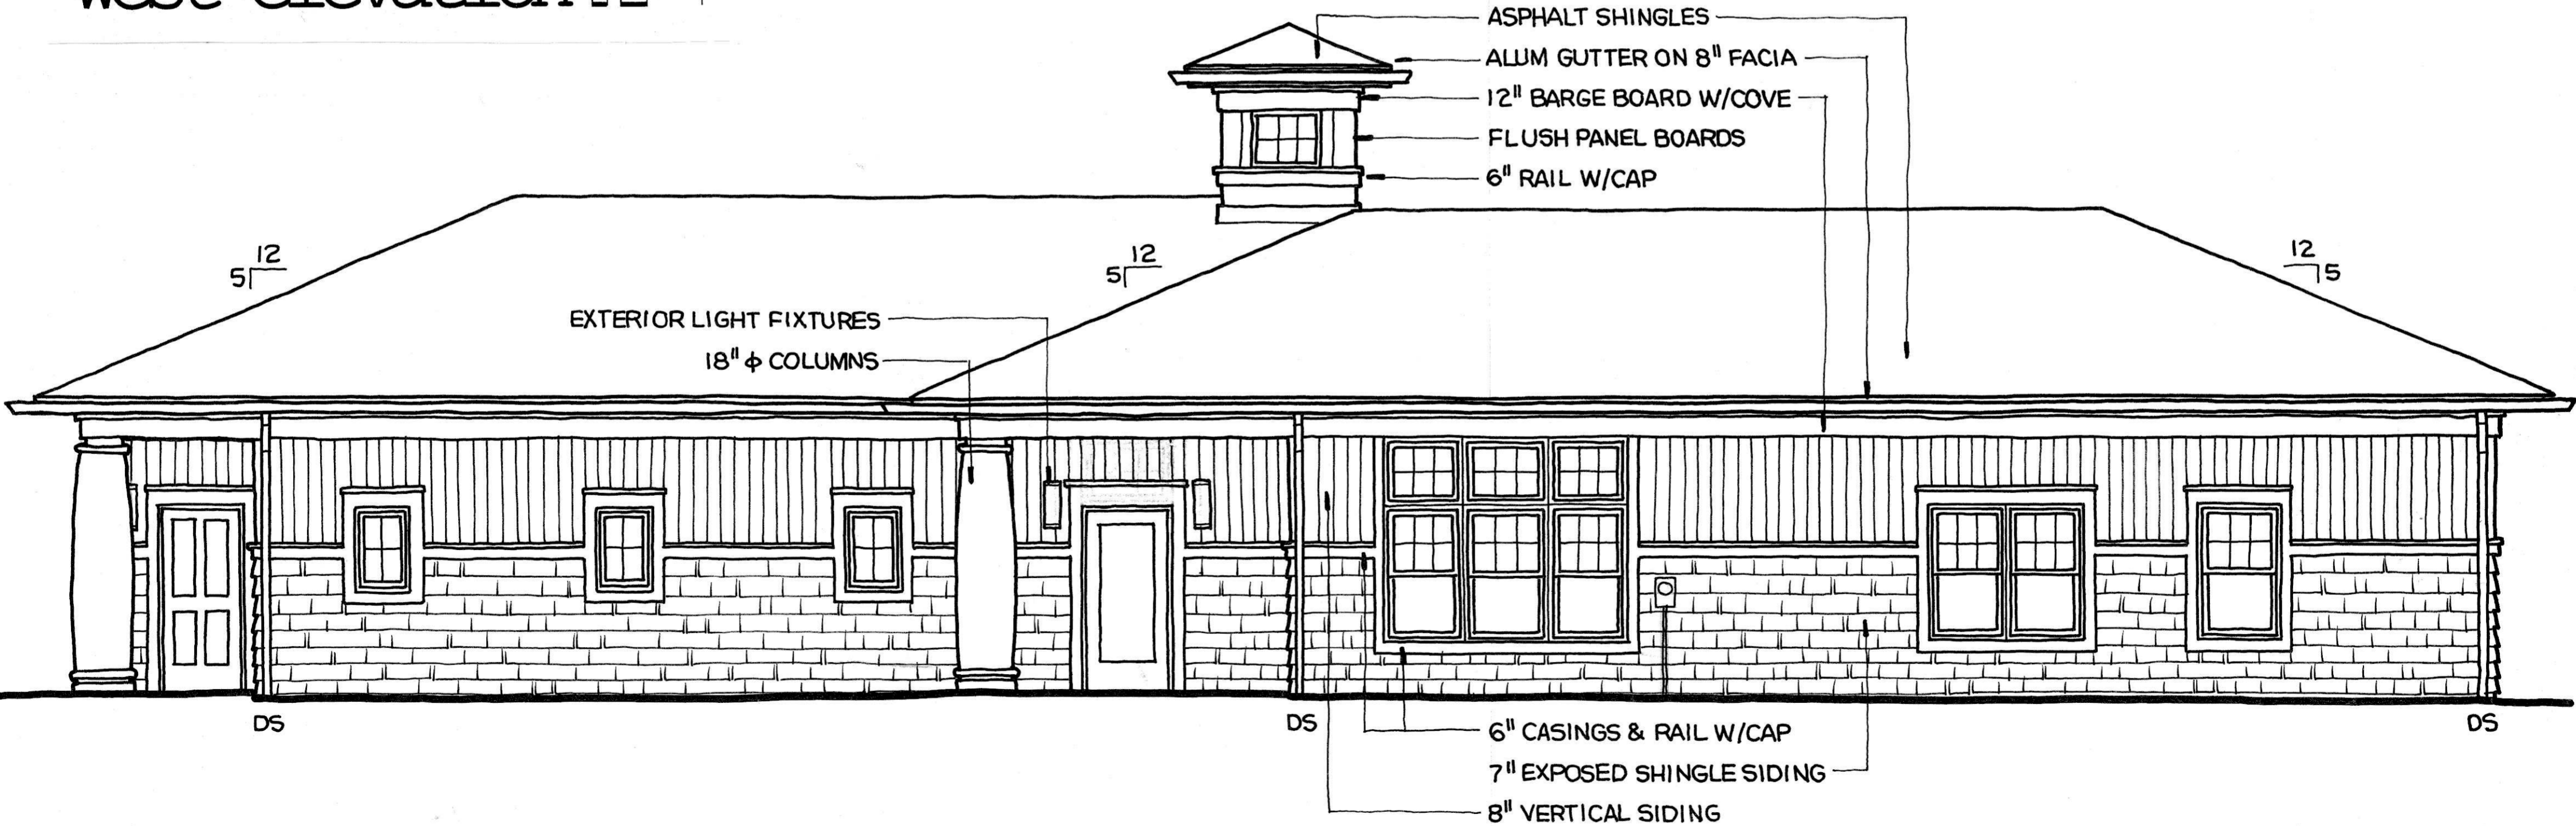 West Elevation
ASPHALT SHINGLES
ALUM GUTTER ON 8" FACIA
12" BARGE BOARD W/COVE
FLUSH PANEL BOARDS
6" RAIL W/CAP
12
5
12
5
12
5
EXTERIOR LIGHT FIXTURES
18" ϕ COLUMNS
DS
DS
DS
6" CASINGS & RAIL W/CAP
7" EXPOSED SHINGLE SIDING
8" VERTICAL SIDING